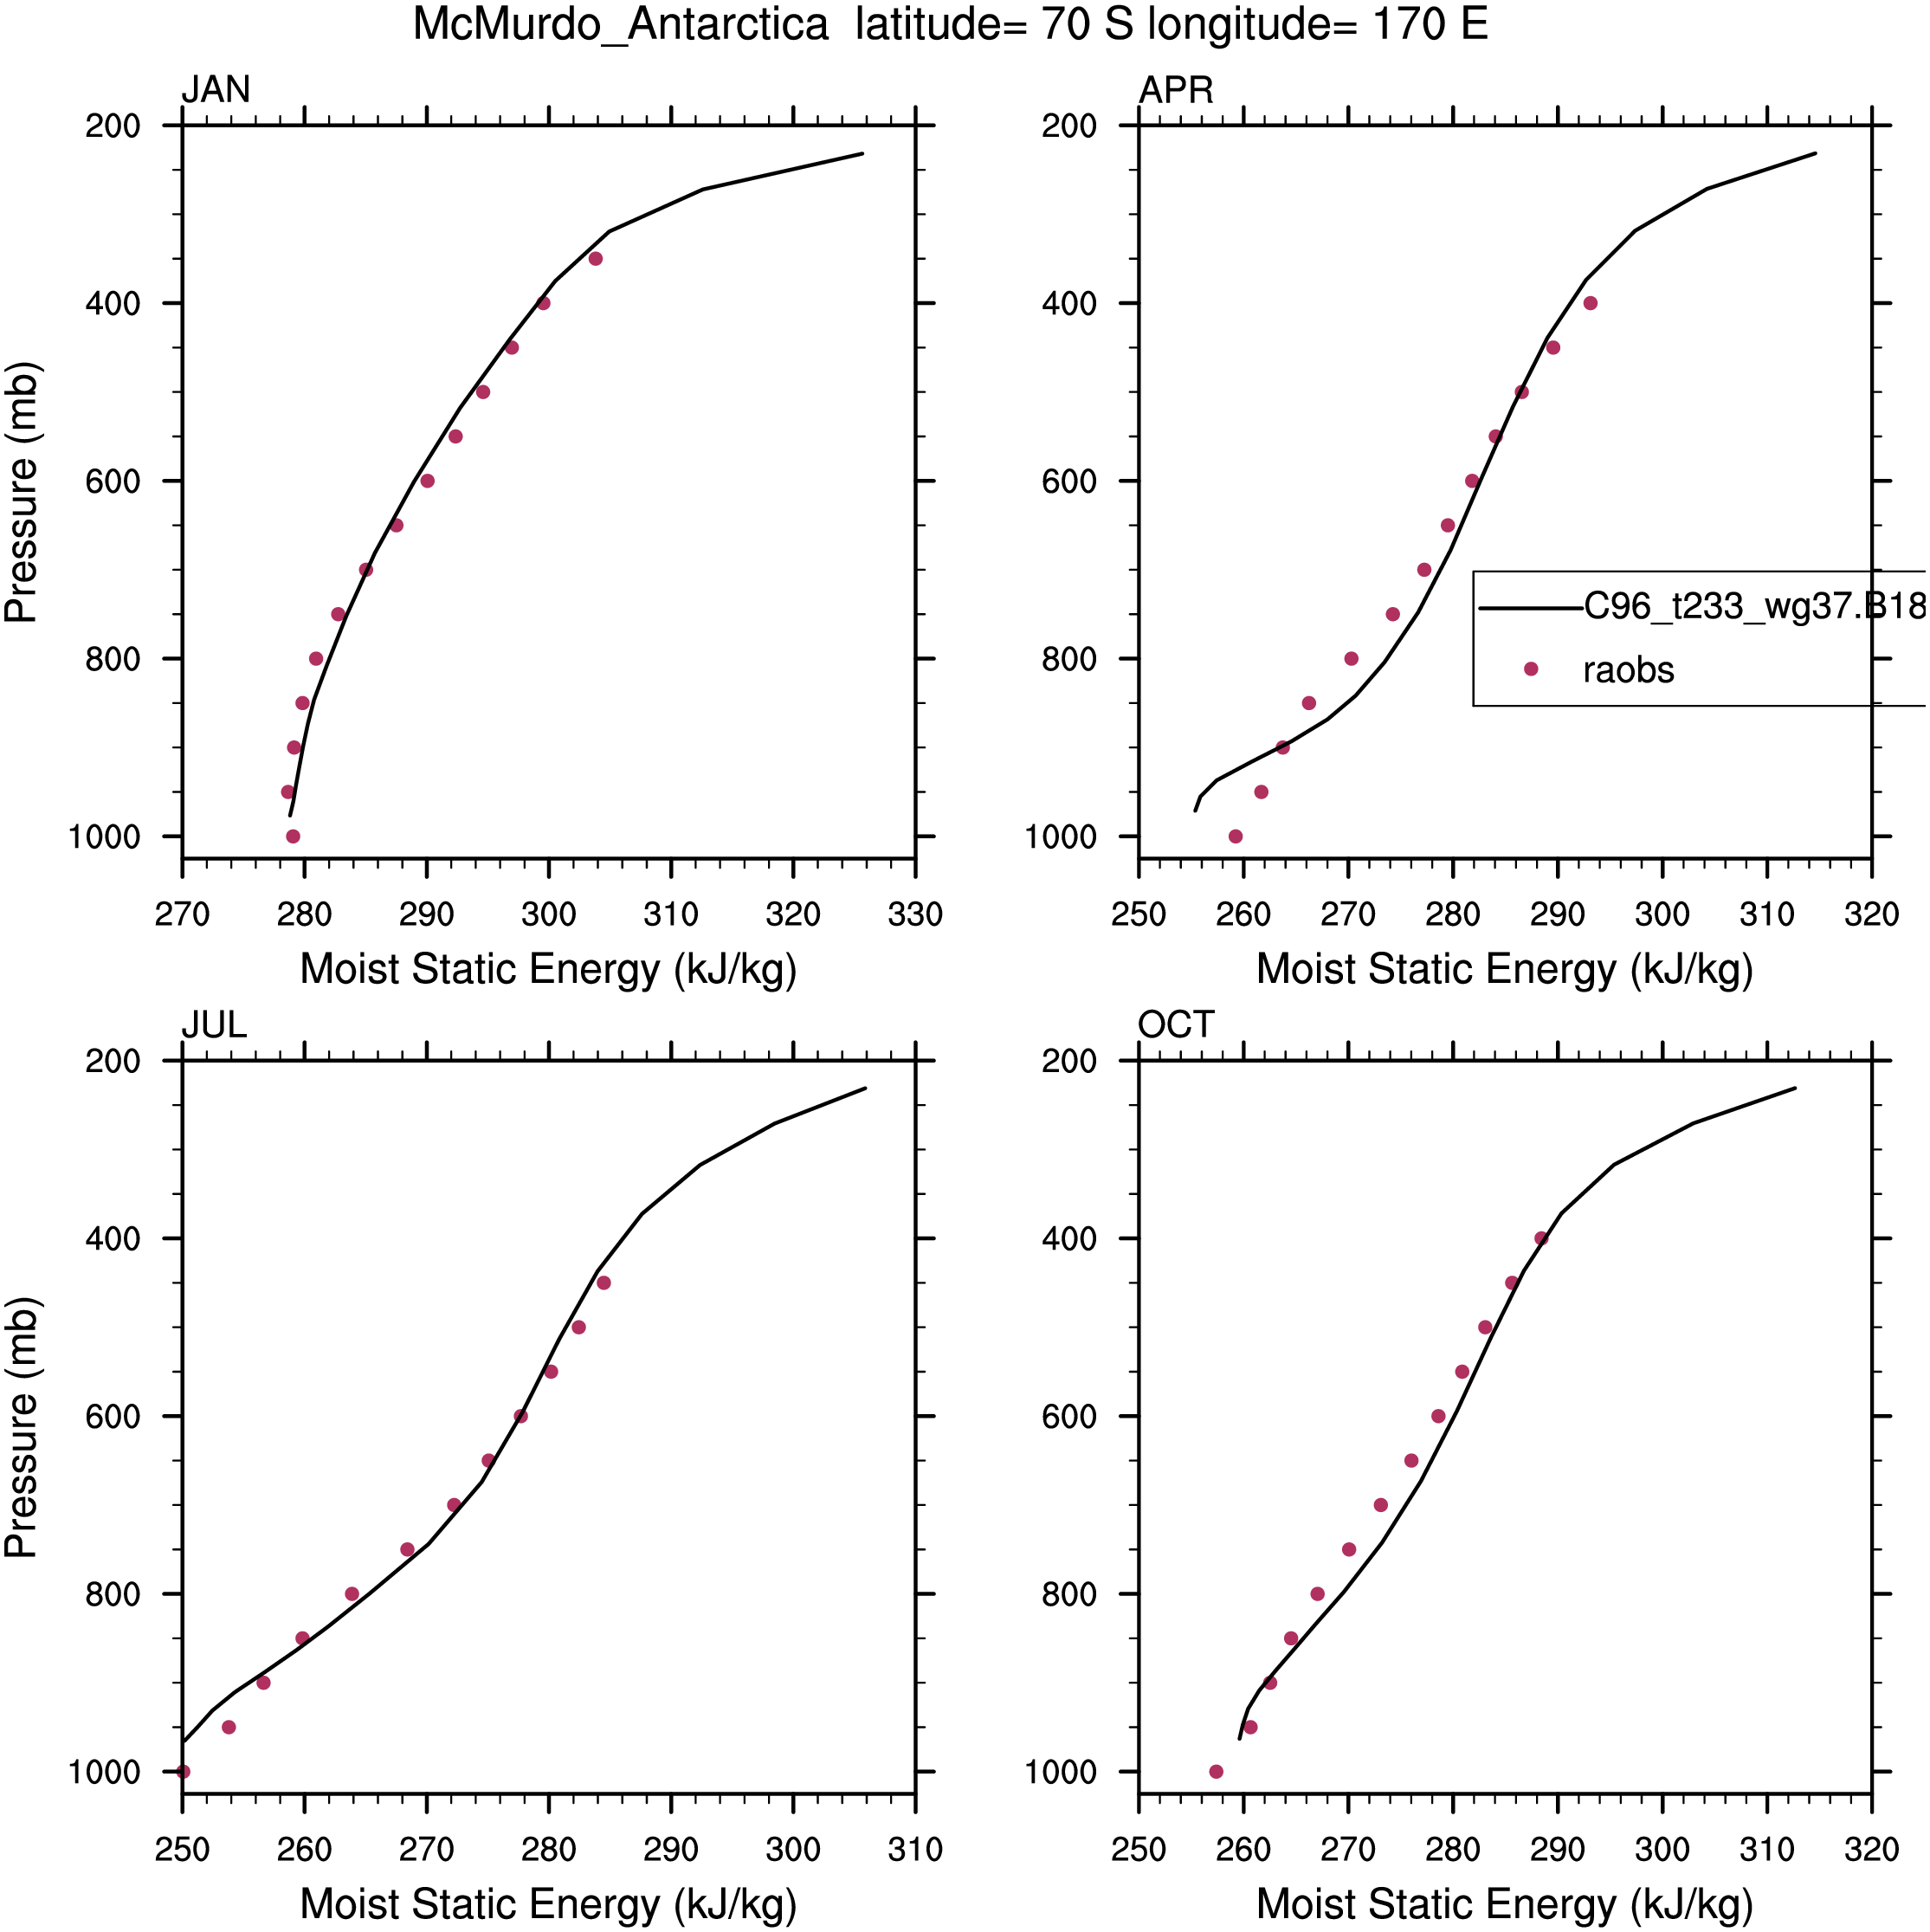 McMurdo_Antarctica latitude= 70 S longitude= 170 E
JAN
200
400
600
800
1000
Pressure (mb)
270 280 290 300 310 320 330
Moist Static Energy (kJ/kg)
APR
200
400
600
800
1000
C96_t233_wg37.B18
raobs
250 260 270 280 290 300 310 320
Moist Static Energy (kJ/kg)
JUL
200
400
600
800
1000
Pressure (mb)
250 260 270 280 290 300 310
Moist Static Energy (kJ/kg)
OCT
200
400
600
800
1000
250 260 270 280 290 300 310 320
Moist Static Energy (kJ/kg)